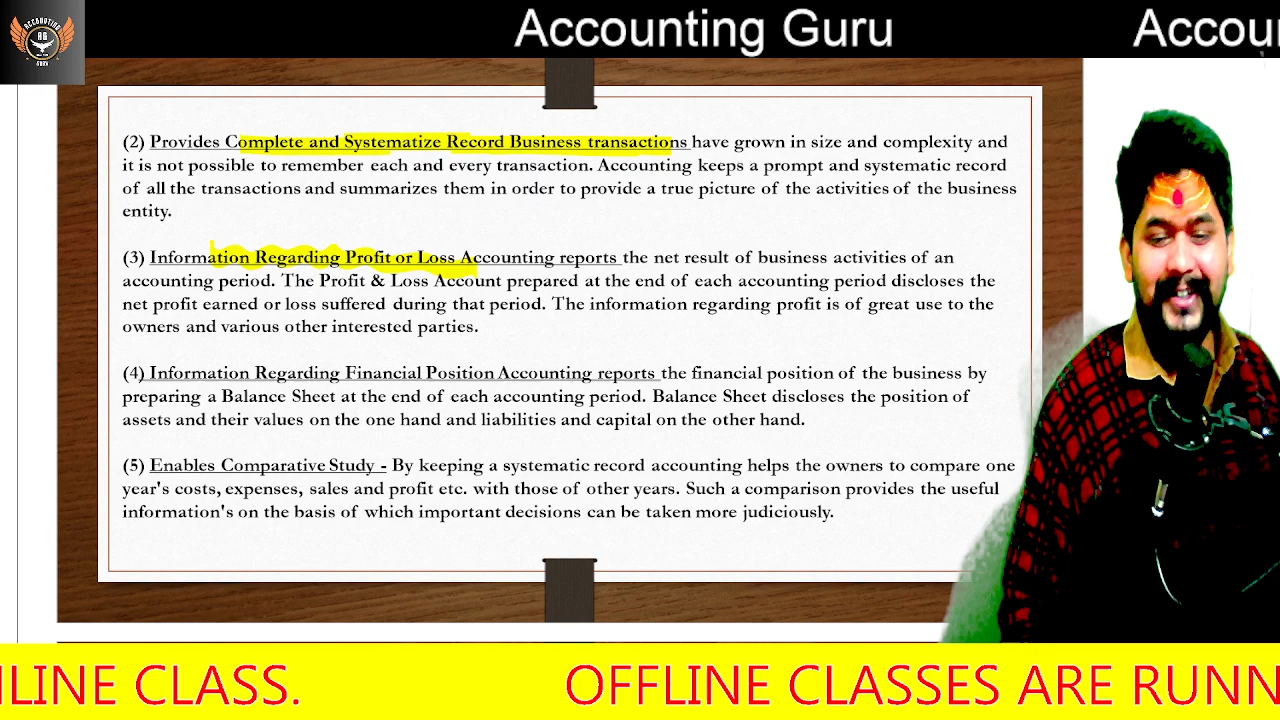 Accounting Guru
Accou
ACCOUNTING
AG
GURU
(2) Provides Complete and Systematize Record Business transactions have grown in size and complexity and
it is not possible to remember each and every transaction. Accounting keeps a prompt and systematic record
of all the transactions and summarizes them in order to provide a true picture of the activities of the business
entity.
(3) Information Regarding Profit or Loss Accounting reports the net result of business activities of an
accounting period. The Profit & Loss Account prepared at the end of each accounting period discloses the
net profit earned or loss suffered during that period. The information regarding profit is of great use to the
owners and various other interested parties.
(4) Information Regarding Financial Position Accounting reports the financial position of the business by
preparing a Balance Sheet at the end of each accounting period. Balance Sheet discloses the position of
assets and their values on the one hand and liabilities and capital on the other hand.
(5) Enables Comparative Study - By keeping a systematic record accounting helps the owners to compare one
year's costs, expenses, sales and profit etc. with those of other years. Such a comparison provides the useful
information's on the basis of which important decisions can be taken more judiciously.
NLINE CLASS. OFFLINE CLASSES ARE RUNN